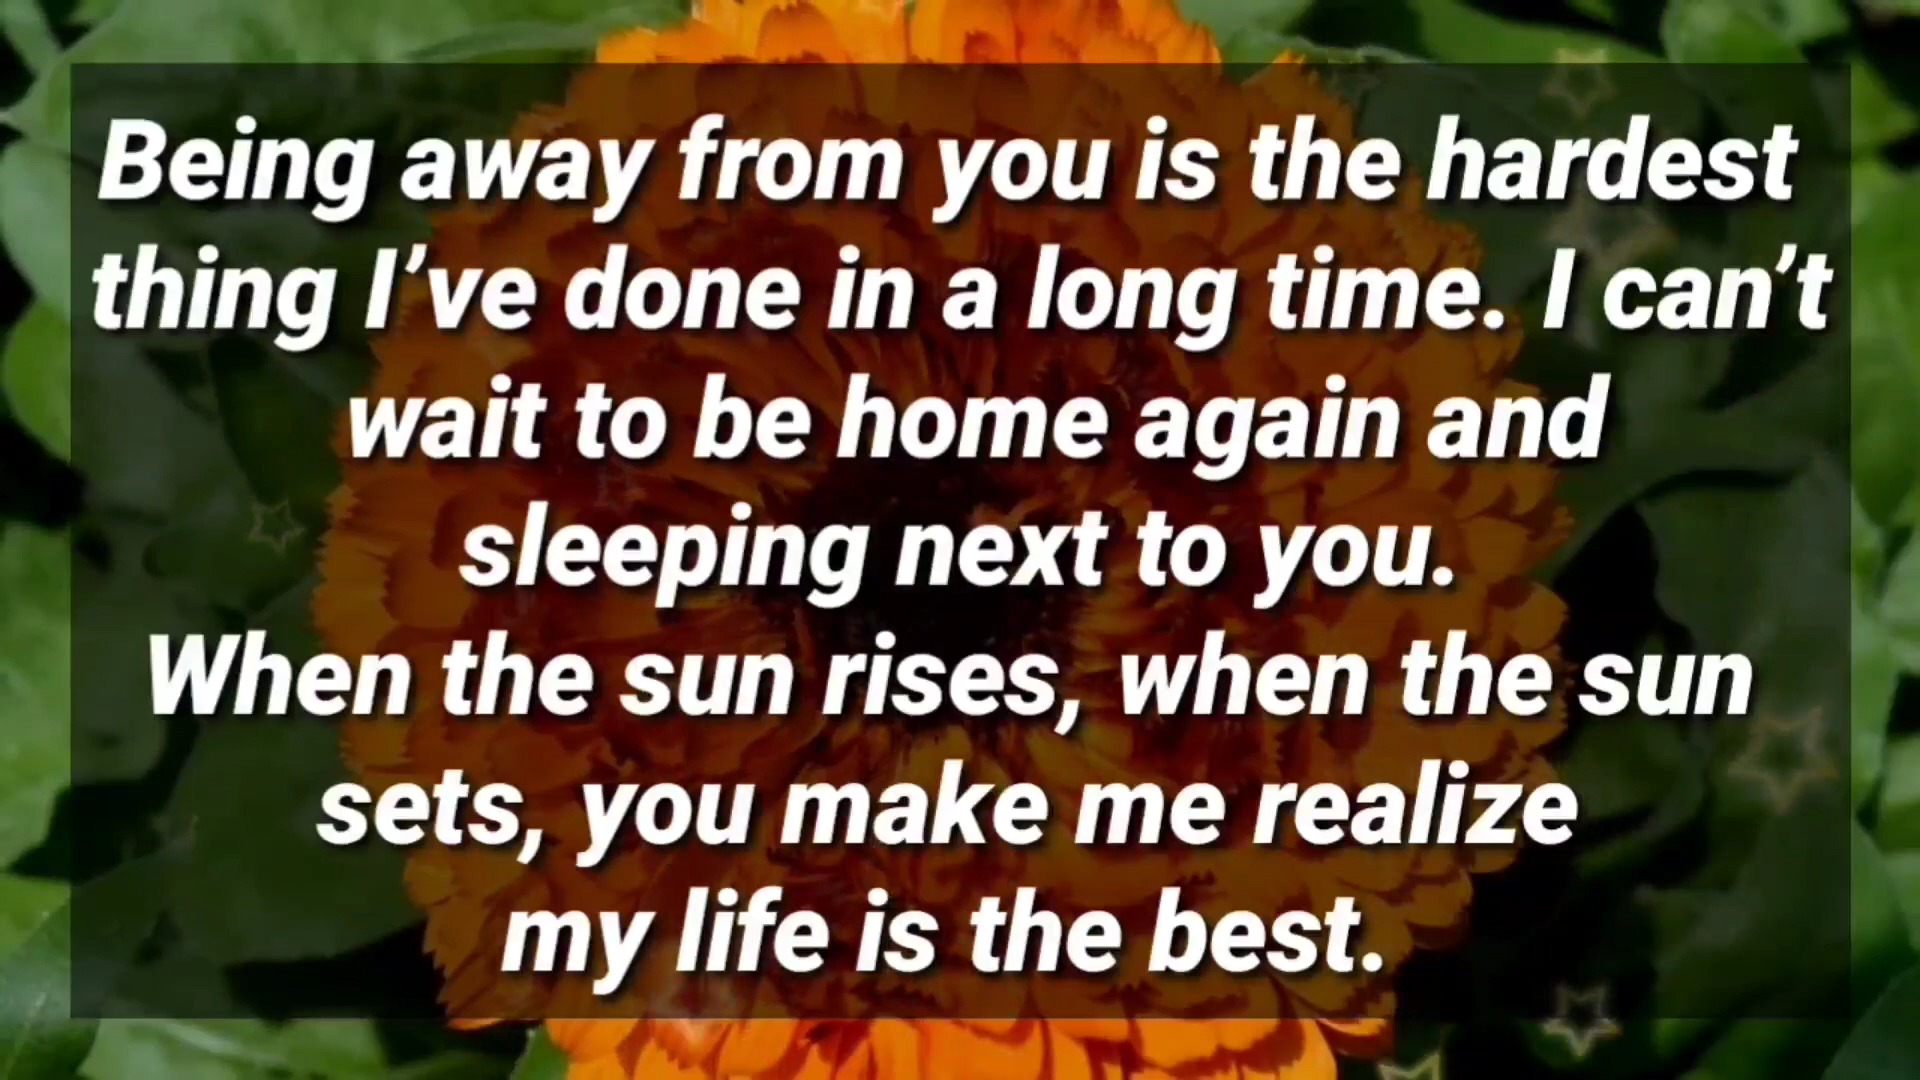 Being away from you is the hardest
thing I’ve done in a long time. I can’t
wait to be home again and
sleeping next to you.
When the sun rises, when the sun
sets, you make me realize
my life is the best.